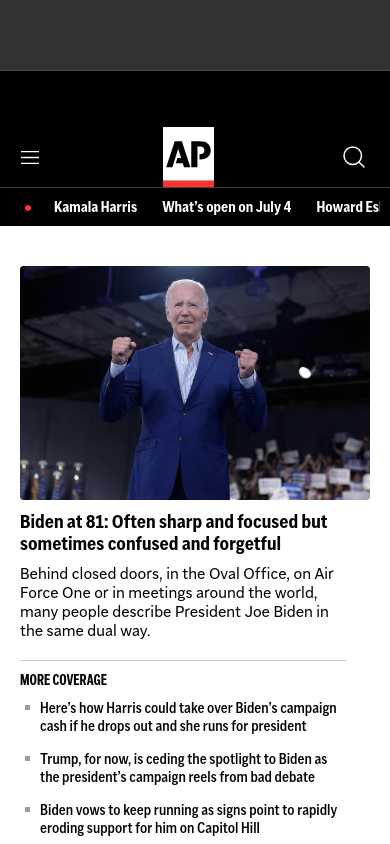 AP
Kamala Harris
What's open on July 4
Howard
Biden at 81: Often sharp and focused but
sometimes confused and forgetful
Behind closed doors, in the Oval Office, on Air
Force One or in meetings around the world,
many people describe President Joe Biden in
the same dual way.
MORE COVERAGE
Here’s how Harris could take over Biden’s campaign
cash if he drops out and she runs for president
Trump, for now, is ceding the spotlight to Biden as
the president’s campaign reels from bad debate
Biden vows to keep running as signs point to rapidly
eroding support for him on Capitol Hill